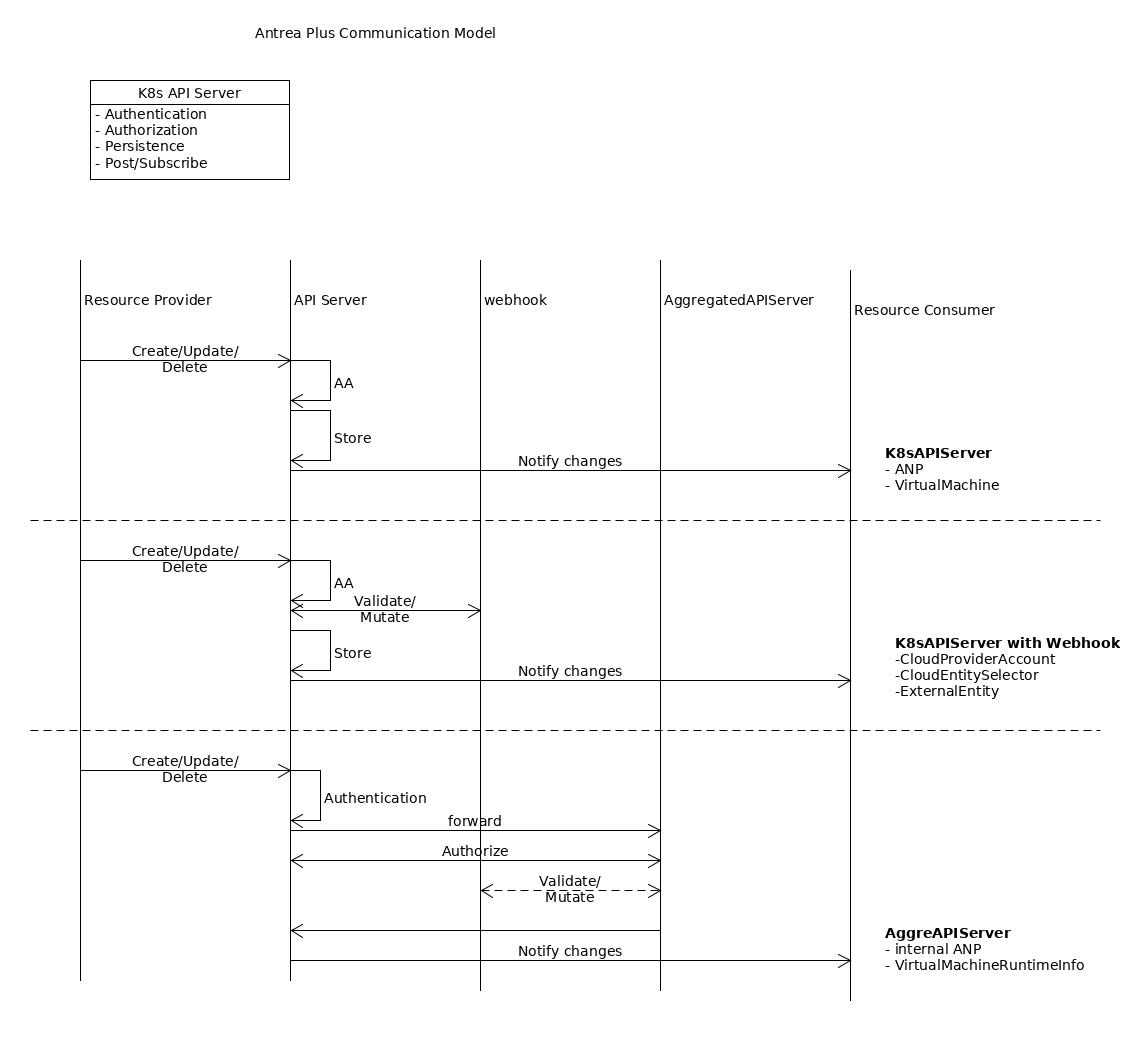 Antrea Plus Communication Model
K8s API Server
- Authentication
- Authorization
- Persistence
- Post/Subscribe
Resource Provider
API Server
webhook
AggregatedAPIServer
Resource Consumer
Create/Update/
Delete
AA
Store
Notify changes
K8sAPIServer
- ANP
- VirtualMachine
Create/Update/
Delete
AA
Validate/
Mutate
Store
Notify changes
K8sAPIServer with Webhook
-CloudProviderAccount
-CloudEntitySelector
-ExternalEntity
Create/Update/
Delete
Authentication
forward
Authorize
Validate/
Mutate
Notify changes
AggreAPIServer
- internal ANP
- VirtualMachineRuntimeInfo